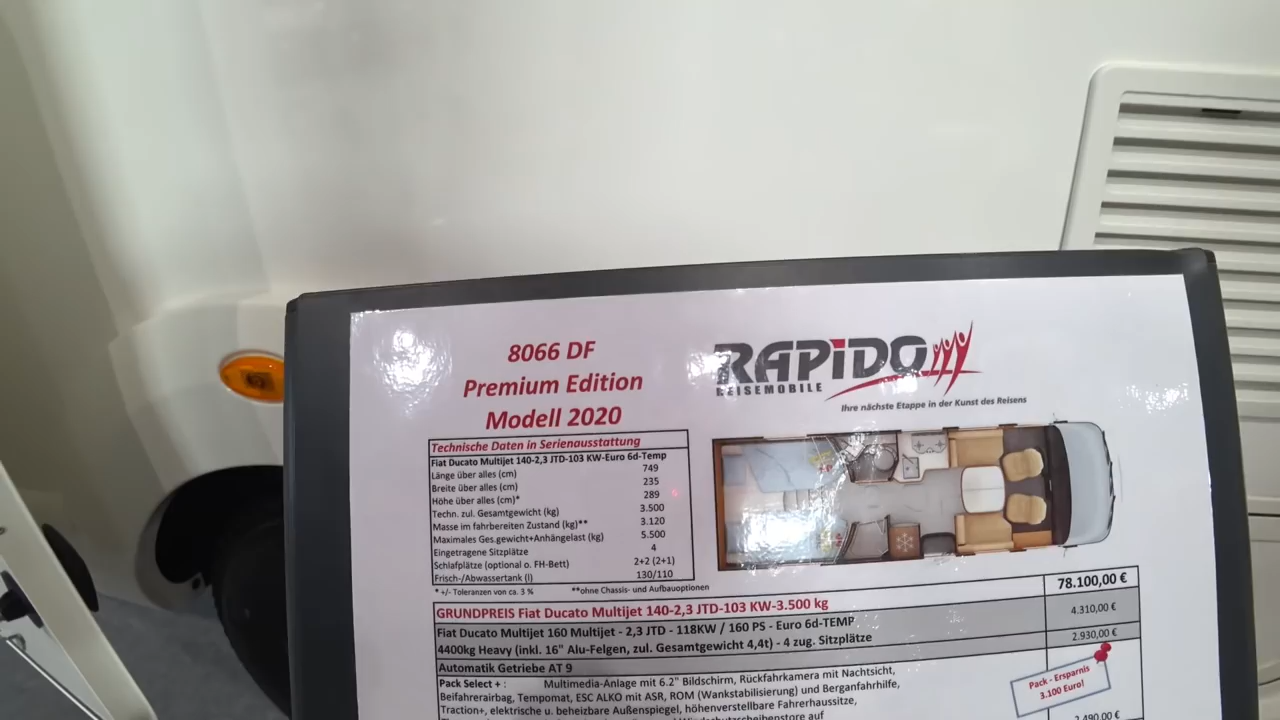 8066 DF
Premium Edition
Modell 2020
RAPIDO
REISEMOBILE
Ihre nächste Etappe in der Kunst des Reisens
Technische Daten in Serienausstattung
Fiat Ducato Multijet 140-2,3 JTD-103 KW-Euro 6d-Temp
Länge über alles (cm) 749
Breite über alles (cm) 235
Höhe über alles (cm)* 289
Techn. zul. Gesamtgewicht (kg) 3.500
Masse im fahrbereiten Zustand (kg)** 3.120
Maximales Ges.gewicht+Anhängelast (kg) 5.500
Eingetragene Sitzplätze 4
Schlafplätze (optional o. FH-Bett) 2+2 (2+1)
Frisch-/Abwassertank (l) 130/110
* +/- Toleranzen von ca. 3 % **ohne Chassis- und Aufbauoptionen
GRUNDPREIS Fiat Ducato Multijet 140-2,3 JTD-103 KW-3.500 kg 78.100,00 €
Fiat Ducato Multijet 160 Multijet - 2,3 JTD - 118KW / 160 PS - Euro 6d-TEMP 4.310,00 €
4400kg Heavy (inkl. 16" Alu-Felgen, zul. Gesamtgewicht 4,4t) - 4 zug. Sitzplätze
Automatik Getriebe AT 9 2.930,00 €
Pack Select + : Multimedia-Anlage mit 6.2" Bildschirm, Rückfahrkamera mit Nachtsicht,
Beifahrerairbag, Tempomat, ESC ALKO mit ASR, ROM (Wankstabilisierung) und Berganfahrhilfe,
Traction+, elektrische u. beheizbare Außenspiegel, höhenverstellbare Fahrerhaussitze,
Pack - Ersparnis
3.100 Euro!
2.490,00 €